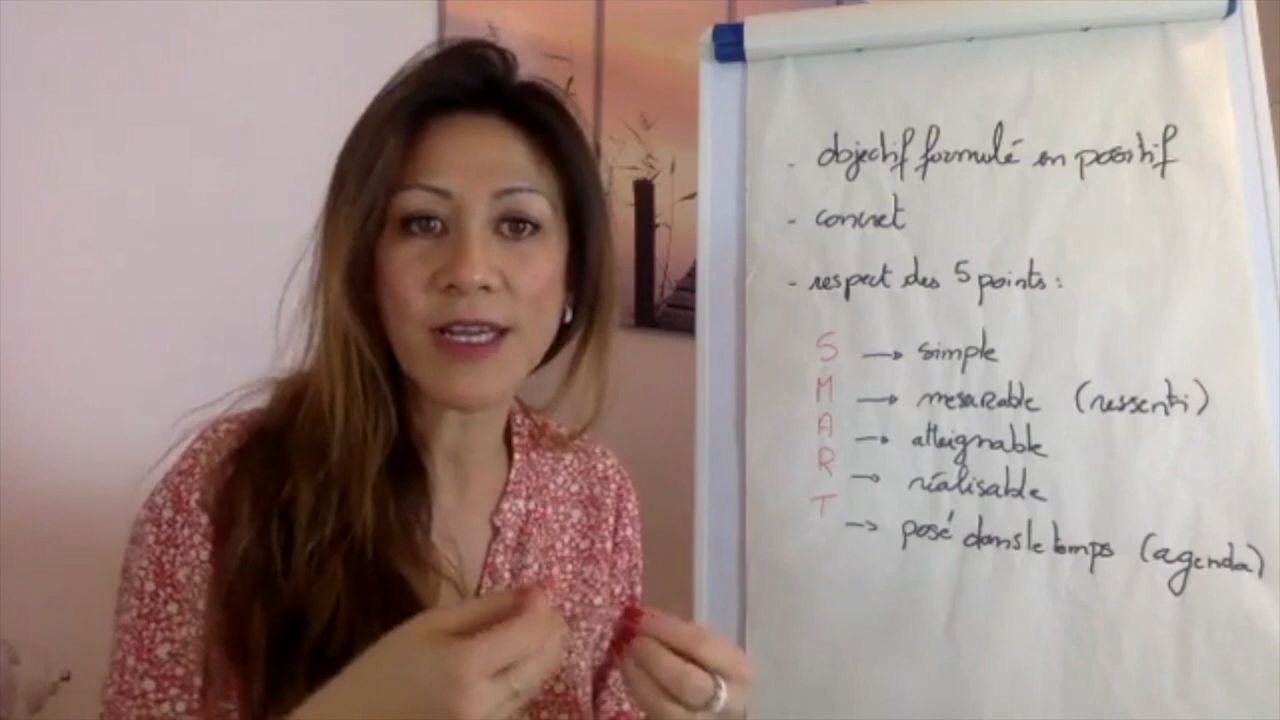 - objectif formulé en positif
- concret
- respect des 5 points :
S → simple
M → mesurable (ressenti)
A → atteignable
R → réalisable
T → posé dans le temps (agenda)